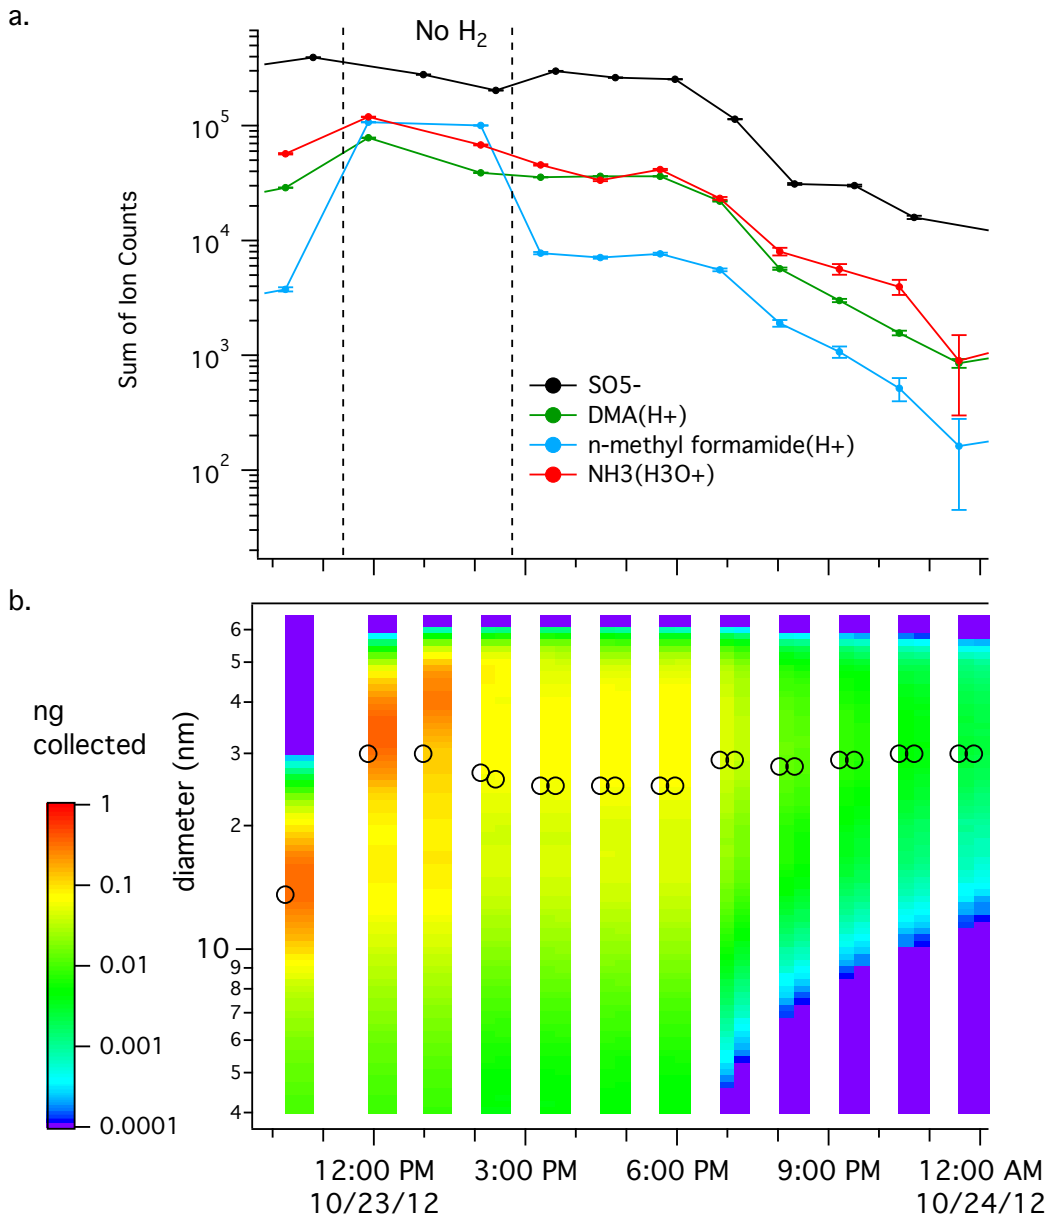 a.
No H2
10^5
10^4
10^3
10^2
Sum of Ion Counts
SO5-
DMA(H+)
n-methyl formamide(H+)
NH3(H3O+)
b.
6
5
4
3
2
10
9
8
7
6
5
4
diameter (nm)
ng
collected
1
0.1
0.01
0.001
0.0001
12:00 PM
10/23/12
3:00 PM
6:00 PM
9:00 PM
12:00 AM
10/24/12